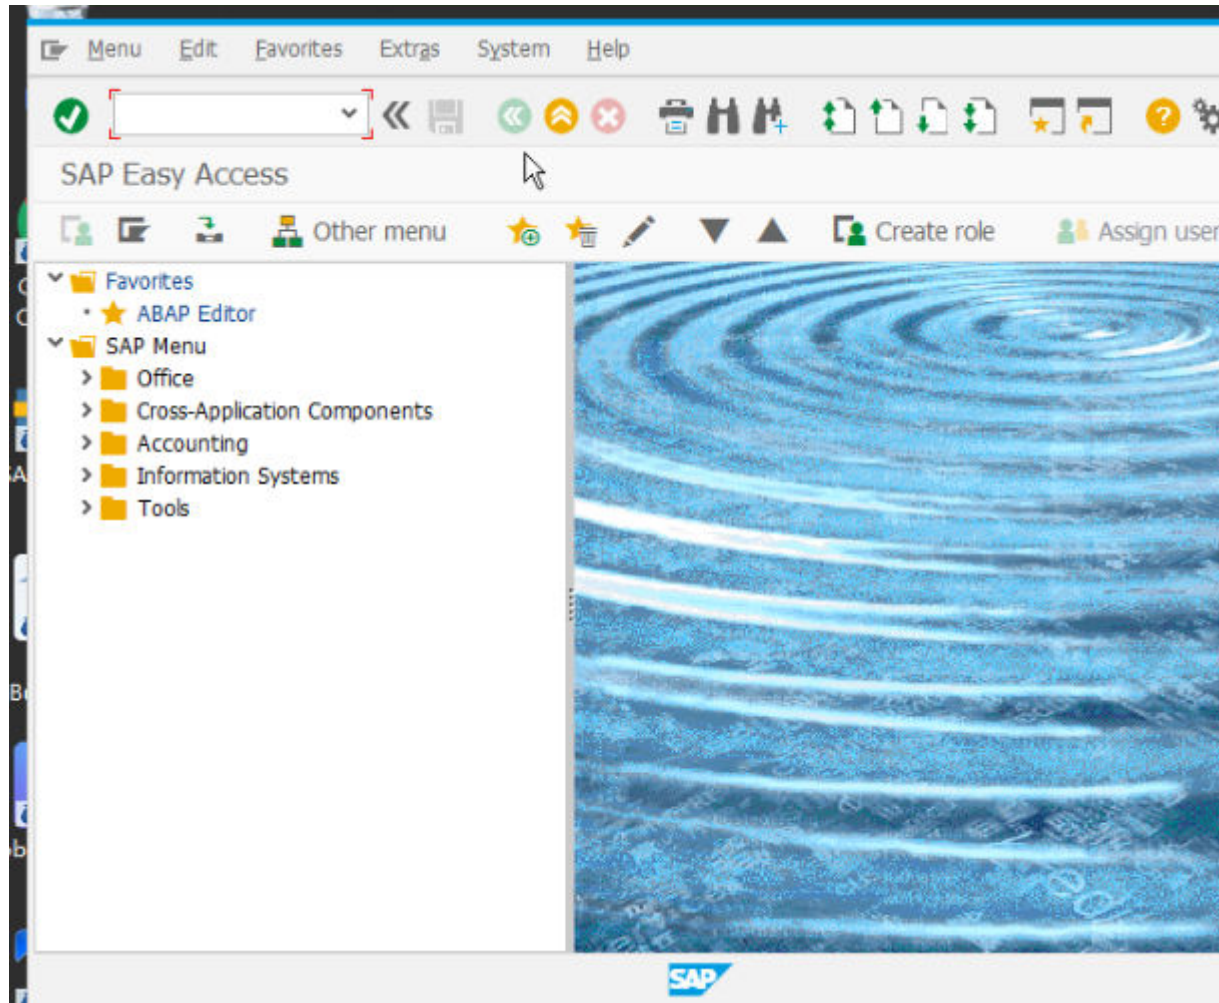 Menu Edit Favorites Extras System Help
SAP Easy Access
Other menu Create role Assign user
Favorites
ABAP Editor
SAP Menu
Office
Cross-Application Components
Accounting
Information Systems
Tools
SAP